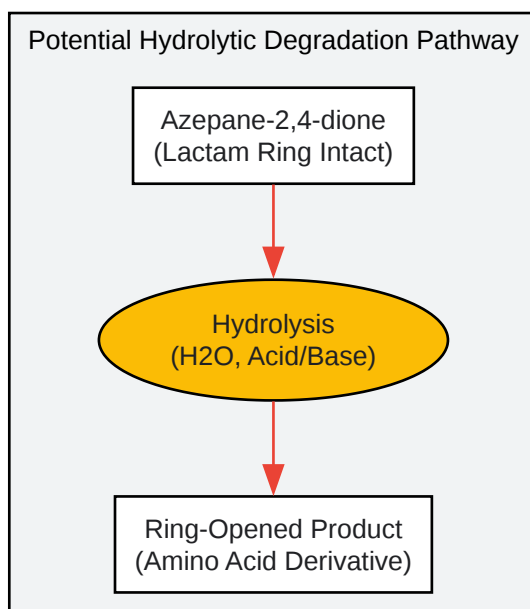 Potential Hydrolytic Degradation Pathway
Azepane-2,4-dione
(Lactam Ring Intact)
Hydrolysis
(H2O, Acid/Base)
Ring-Opened Product
(Amino Acid Derivative)